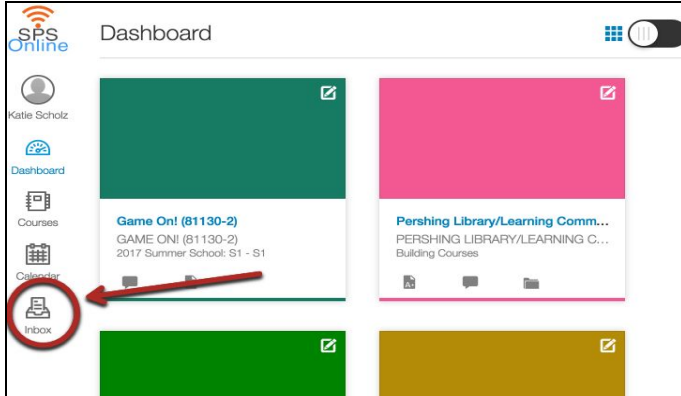 SPS
Online
Dashboard
Katie Scholz
Dashboard
Courses
Calendar
Inbox
Game On! (81130-2)
GAME ON! (81130-2)
2017 Summer School: S1 - S1
Pershing Library/Learning Comm...
PERSHING LIBRARY/LEARNING C...
Building Courses